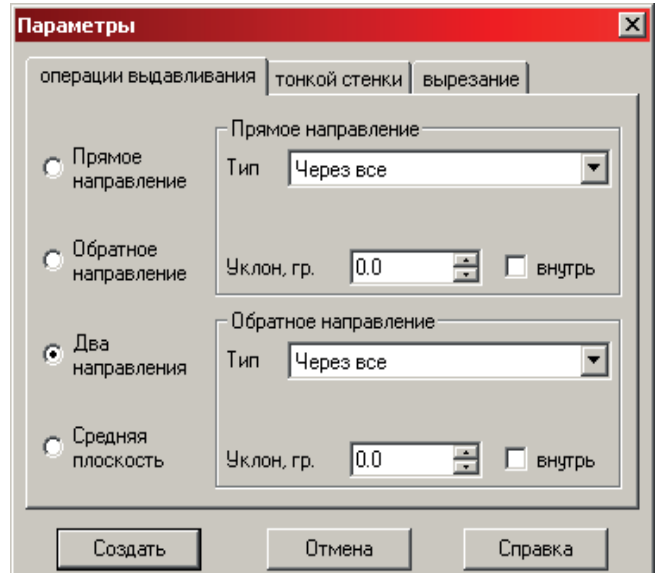 Параметры
операции выдавливания
тонкой стенки
вырезание
Прямое
направление
Обратное
направление
Два
направления
Средняя
плоскость
Прямое направление
Тип
Через все
Уклон, гр.
0.0
внутрь
Обратное направление
Тип
Через все
Уклон, гр.
0.0
внутрь
Создать
Отмена
Справка